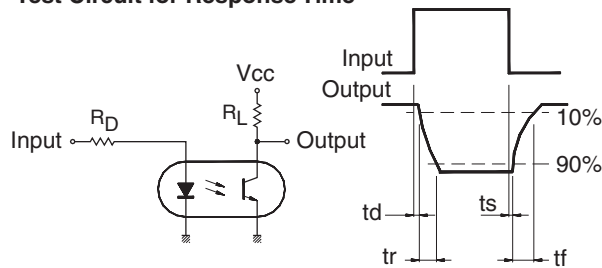 Test Circuit for Response Time
Input
RD
Vcc
RL
Output
Input
Output
10%
90%
td
ts
tr
tf